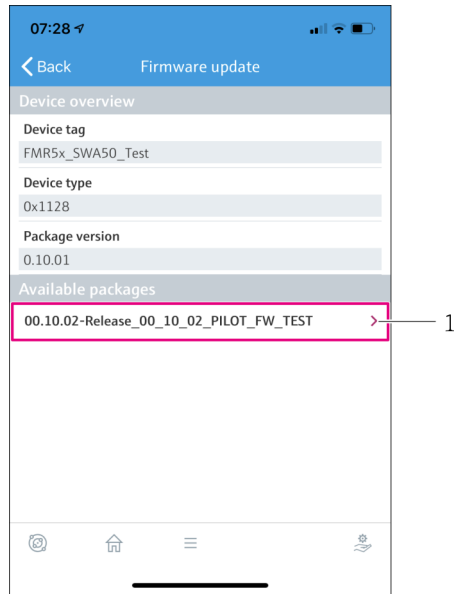 07:28
Back Firmware update
Device overview
Device tag
FMR5x_SWA50_Test
Device type
0x1128
Package version
0.10.01
Available packages
00.10.02-Release_00_10_02_PILOT_FW_TEST
1